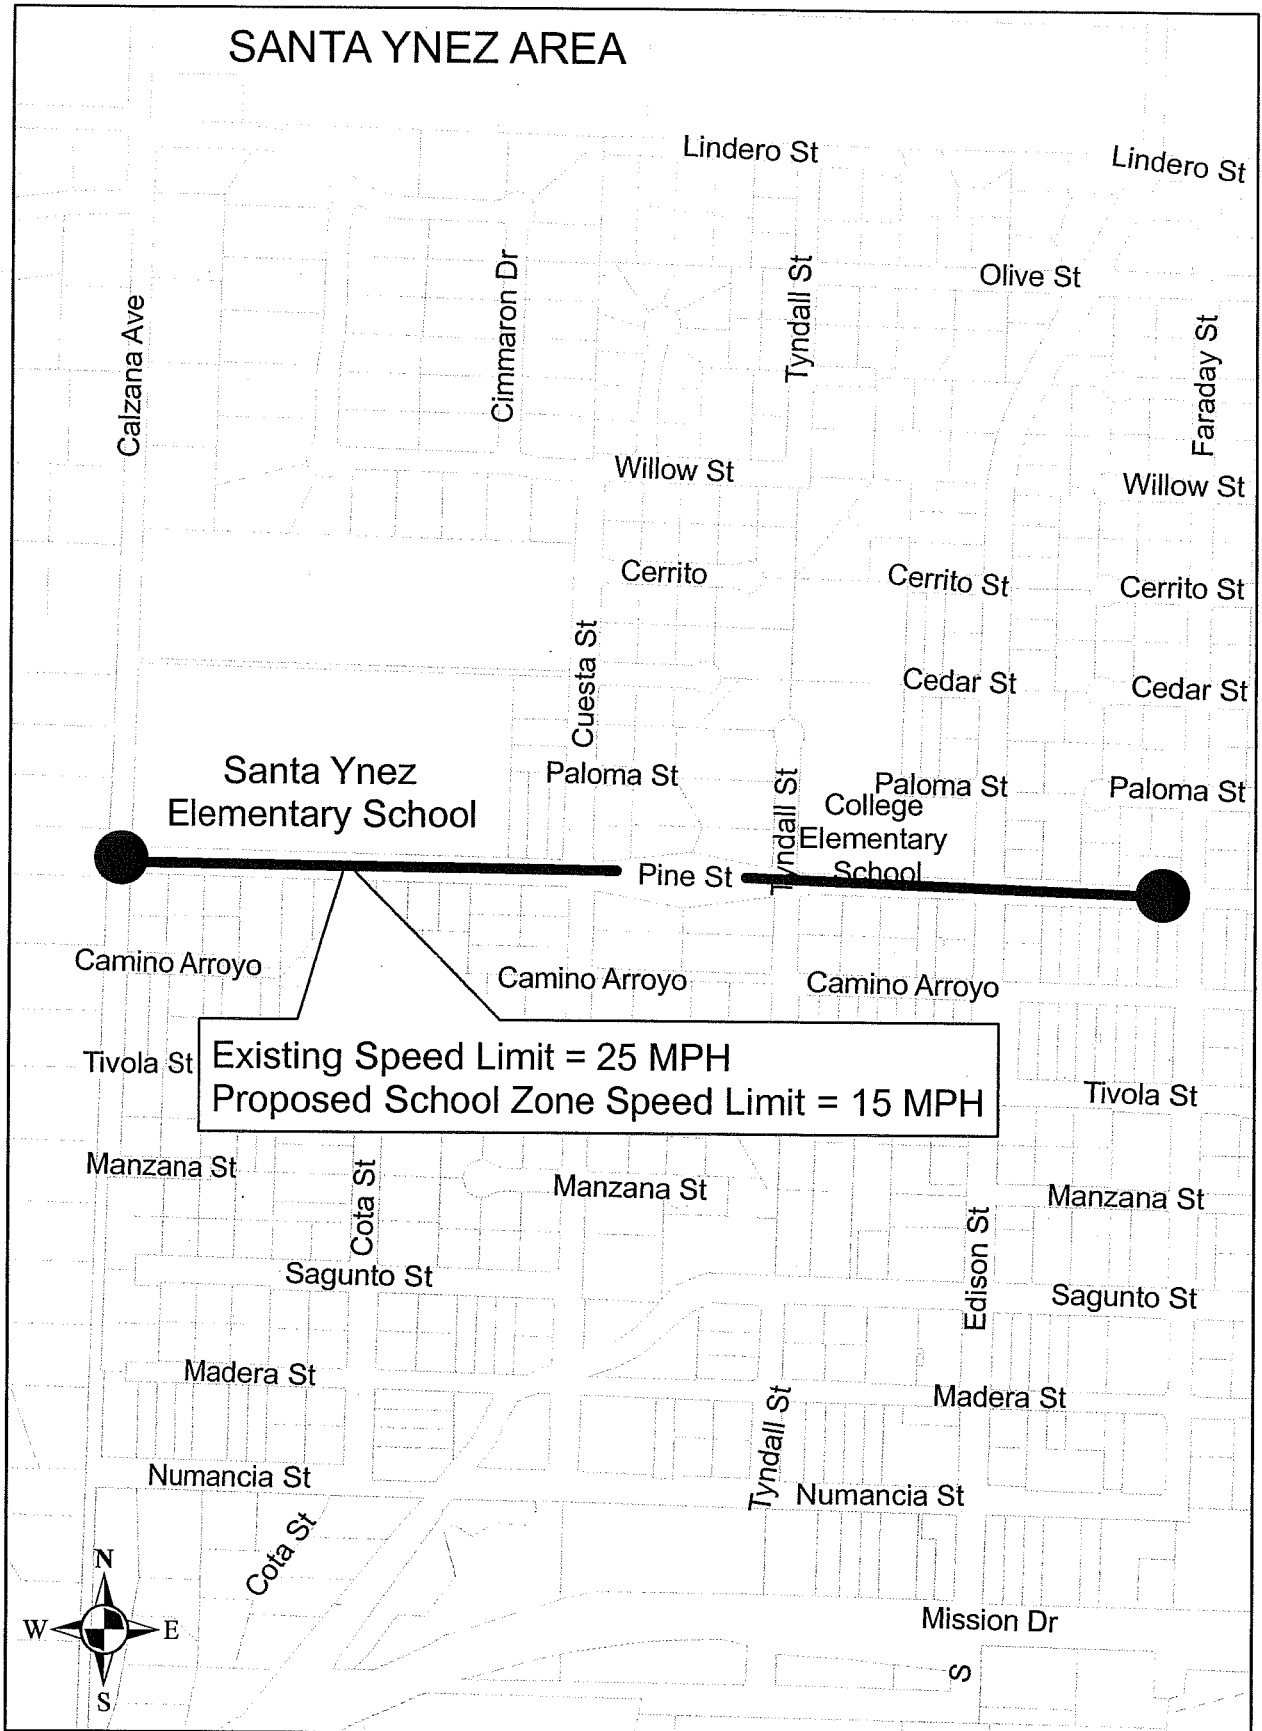 SANTA YNEZ AREA
Lindero St
Lindero St
Olive St
Tyndall St
Cimmaron Dr
Calzana Ave
Faraday St
Willow St
Willow St
Cerrito
Cerrito St
Cerrito St
Cuesta St
Cedar St
Cedar St
Santa Ynez
Elementary School
Paloma St
Tyndall St
Paloma St
Paloma St
College
Elementary
School
Pine St
Camino Arroyo
Camino Arroyo
Camino Arroyo
Tivola St
Existing Speed Limit = 25 MPH
Proposed School Zone Speed Limit = 15 MPH
Tivola St
Manzana St
Cota St
Manzana St
Manzana St
Edison St
Sagunto St
Sagunto St
Madera St
Madera St
Tyndall St
Numancia St
Numancia St
Cota St
N
W
E
S
Mission Dr
S